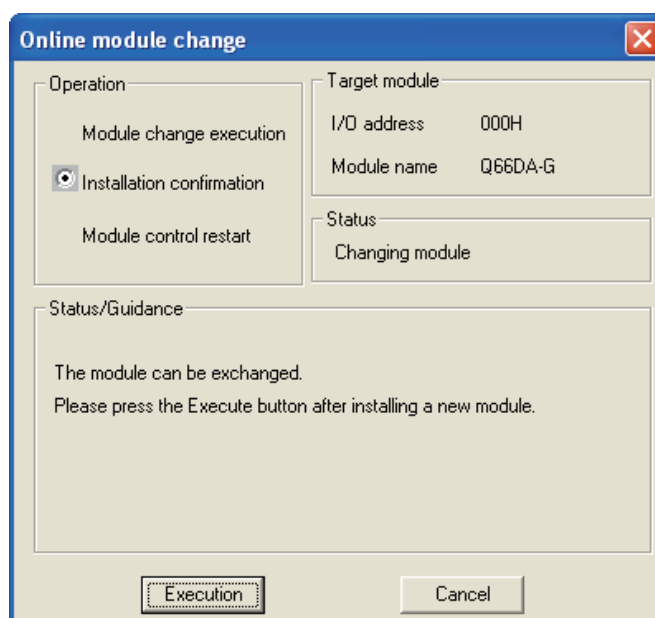 Online module change
Operation
Module change execution
Installation confirmation
Module control restart
Target module
I/O address 000H
Module name Q66DA-G
Status
Changing module
Status/Guidance
The module can be exchanged.
Please press the Execute button after installing a new module.
Execution Cancel